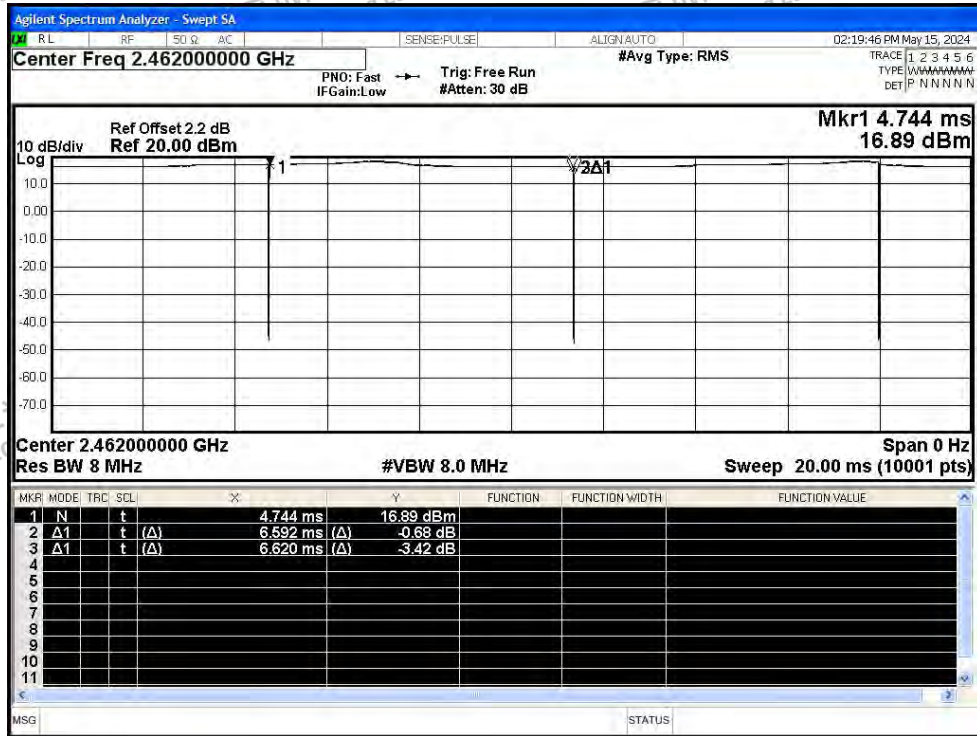 Agilent Spectrum Analyzer - Swept SA
LXI RL RF 50 Ω AC SENSE:PULSE ALIGN AUTO 02:19:46 PM May 15, 2024
Center Freq 2.462000000 GHz #Avg Type: RMS TRACE 1 2 3 4 5 6
PNO: Fast Trig: Free Run TYPE WWWWWW
IFGain:Low #Atten: 30 dB DET P N N N N N
Mkr1 4.744 ms
16.89 dBm
Ref Offset 2.2 dB
10 dB/div Ref 20.00 dBm
Log
1 3Δ1
10.0
0.00
-10.0
-20.0
-30.0
-40.0
-50.0
-60.0
-70.0
Center 2.462000000 GHz Span 0 Hz
Res BW 8 MHz #VBW 8.0 MHz Sweep 20.00 ms (10001 pts)
MKR MODE TRC SCL X Y FUNCTION FUNCTION WIDTH FUNCTION VALUE
1 N t 4.744 ms 16.89 dBm
2 Δ1 t (Δ) 6.592 ms (Δ) -0.68 dB
3 Δ1 t (Δ) 6.620 ms (Δ) -3.42 dB
4
5
6
7
8
9
10
11
MSG STATUS